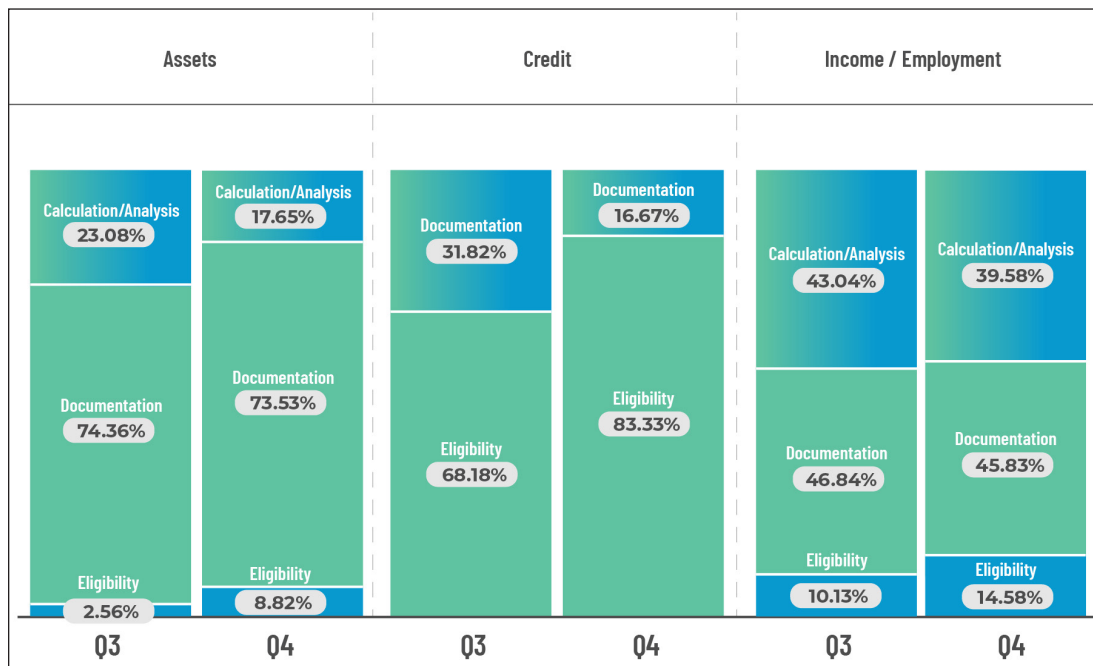 Assets
Credit
Income / Employment
Calculation/Analysis
23.08%
Documentation
74.36%
Eligibility
2.56%
Q3
Calculation/Analysis
17.65%
Documentation
73.53%
Eligibility
8.82%
Q4
Documentation
31.82%
Eligibility
68.18%
Q3
Documentation
16.67%
Eligibility
83.33%
Q4
Calculation/Analysis
43.04%
Documentation
46.84%
Eligibility
10.13%
Q3
Calculation/Analysis
39.58%
Documentation
45.83%
Eligibility
14.58%
Q4